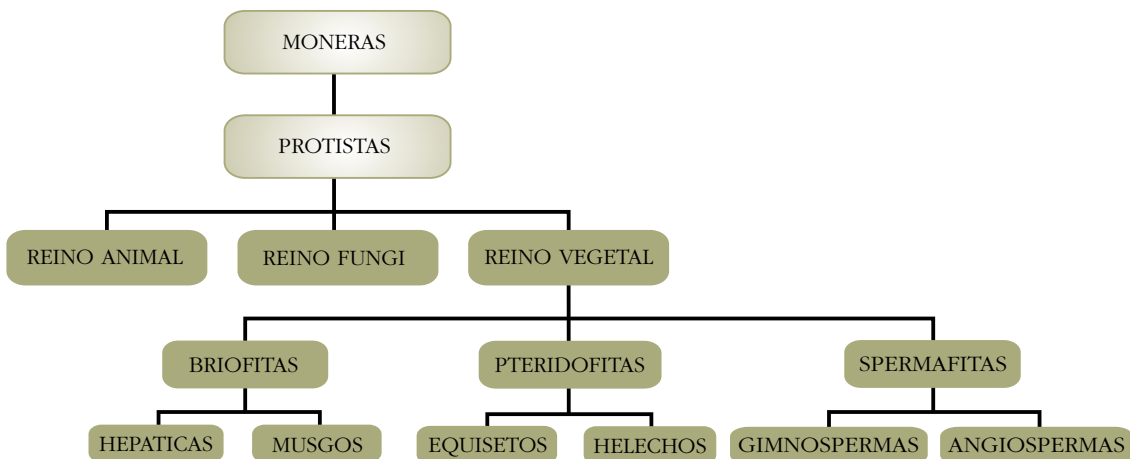 MONERAS
PROTISTAS
REINO ANIMAL
REINO FUNGI
REINO VEGETAL
BRIOFITAS
PTERIDOFITAS
SPERMAFITAS
HEPATICAS
MUSGOS
EQUISETOS
HELECHOS
GIMNOSPERMAS
ANGIOSPERMAS